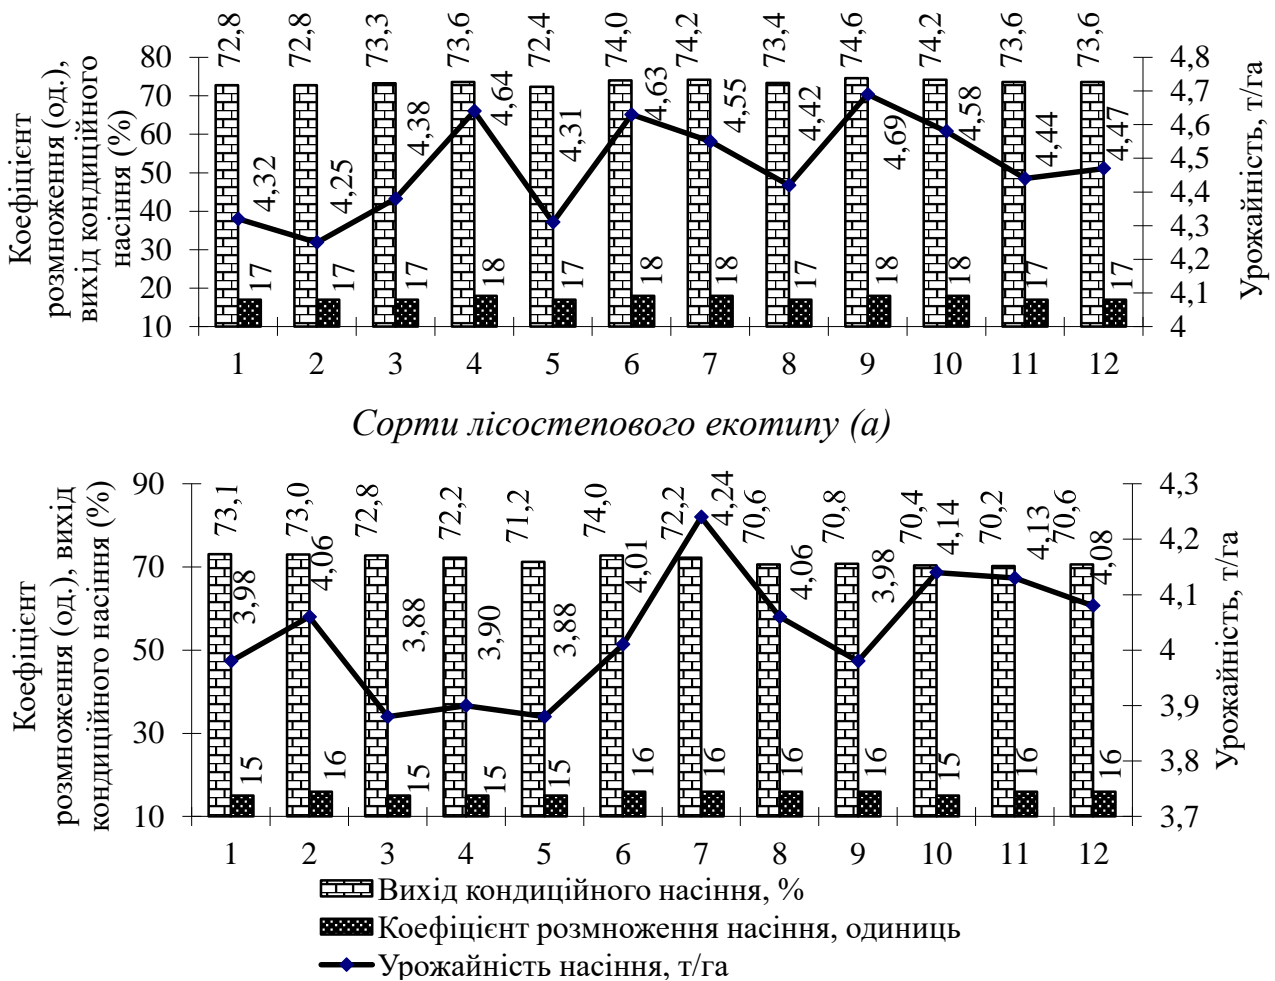 72,8 72,8 73,3 73,6 72,4 74,0 74,2 73,4 74,6 74,2 73,6 73,6
Коефіцієнт
розмноження (од.),
вихід кондиційного
насіння (%)
80
70
60
50
40
30
20
10
4,32 4,25 4,38 4,64 4,31 4,63 4,55 4,42 4,69 4,58 4,44 4,47
17 17 17 18 17 18 18 17 18 18 17 17
4,8
4,7
4,6
4,5
4,4
4,3
4,2
4,1
4
Урожайність, т/га
1 2 3 4 5 6 7 8 9 10 11 12
Сорти лісостепового екотипу (а)
Коефіцієнт
розмноження (од.), вихід
кондиційного насіння (%)
90
70
50
30
10
73,1 73,0 72,8 72,2 71,2 74,0 72,2 70,6 70,8 70,4 70,2 70,6
3,98 4,06 3,88 3,90 3,88 4,01 4,24 4,06 3,98 4,14 4,13 4,08
15 16 15 15 15 16 16 16 16 15 16 16
4,3
4,2
4,1
4
3,9
3,8
3,7
Урожайність, т/га
1 2 3 4 5 6 7 8 9 10 11 12
Вихід кондиційного насіння, %
Коефіцієнт розмноження насіння, одиниць
Урожайність насіння, т/га